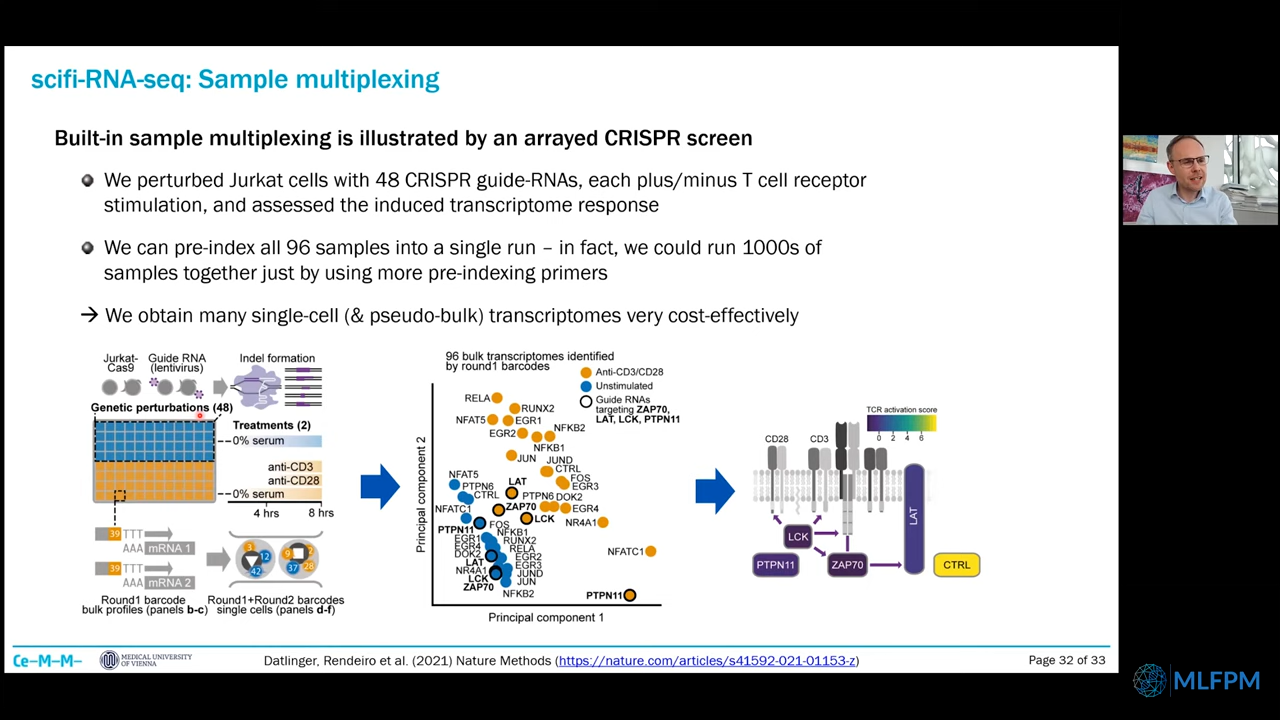 scifi-RNA-seq: Sample multiplexing
Built-in sample multiplexing is illustrated by an arrayed CRISPR screen
We perturbed Jurkat cells with 48 CRISPR guide-RNAs, each plus/minus T cell receptor
stimulation, and assessed the induced transcriptome response
We can pre-index all 96 samples into a single run – in fact, we could run 1000s of
samples together just by using more pre-indexing primers
→ We obtain many single-cell (& pseudo-bulk) transcriptomes very cost-effectively
Jurkat-
Cas9
Guide RNA
(lentivirus)
Indel formation
Genetic perturbations (48)
Treatments (2)
0% serum
anti-CD3
anti-CD28
0% serum
4 hrs
8 hrs
39 TTT
AAA mRNA 1
39 TTT
AAA mRNA 2
3
12
42
9
2
37
28
Round1 barcode
bulk profiles (panels b-c)
Round1+Round2 barcodes
single cells (panels d-f)
96 bulk transcriptomes identified
by round1 barcodes
Anti-CD3/CD28
Unstimulated
Guide RNAs
targeting ZAP70,
LAT, LCK, PTPN11
RELA
RUNX2
NFAT5
EGR1
EGR2
NFKB2
NFKB1
JUN
JUND
CTRL
FOS
EGR3
NFAT5
PTPN6
CTRL
LAT
PTPN6
DOK2
ZAP70
EGR4
NFATC1
LCK
NR4A1
PTPN11
FOS
NFKB1
EGR1
RUNX2
EGR4
RELA
DOK2
EGR2
LAT
EGR3
NR4A1
JUND
LCK
JUN
ZAP70
NFKB2
NFATC1
PTPN11
Principal component 2
Principal component 1
TCR activation score
0 2 4 6
CD28
CD3
LCK
LAT
PTPN11
ZAP70
CTRL
Ce-M-M-
MEDICAL UNIVERSITY
OF VIENNA
Datlinger, Rendeiro et al. (2021) Nature Methods (https://nature.com/articles/s41592-021-01153-z)
Page 32 of 33
MLFPM